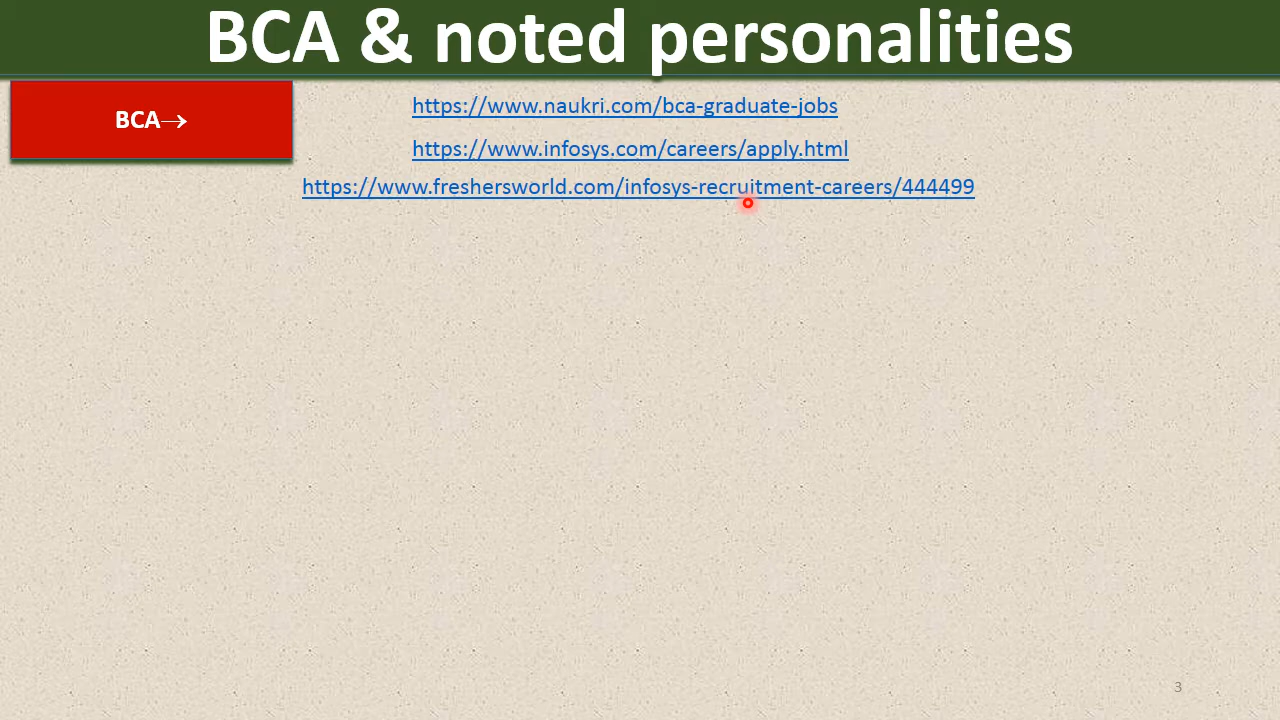 BCA & noted personalities
BCA→
https://www.naukri.com/bca-graduate-jobs
https://www.infosys.com/careers/apply.html
https://www.freshersworld.com/infosys-recruitment-careers/444499
3